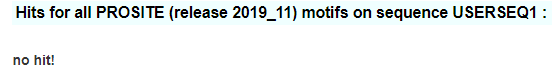 Hits for all PROSITE (release 2019_11) motifs on sequence USERSEQ1 :
no hit!